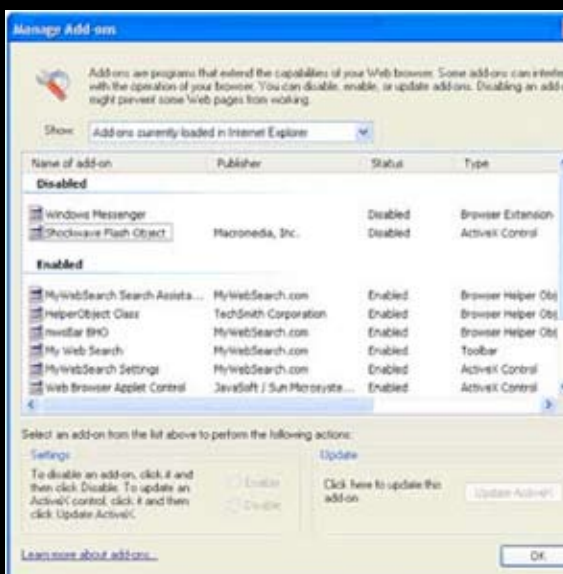 Manage Add-ons
Add-ons are programs that extend the capabilities of your Web browser. Some add-ons can interfe
with the operation of your browser. You can disable, enable, or update add-ons. Disabling an add-
might prevent some Web pages from working.
Show: Add-ons currently loaded in Internet Explorer
Name of add-on Publisher Status Type
Disabled
Windows Messenger Disabled Browser Extension
Shockwave Flash Object Macromedia, Inc. Disabled ActiveX Control
Enabled
MyWebSearch Search Assista... MyWebSearch.com Enabled Browser Helper Obj
HelperObject Class TechSmith Corporation Enabled Browser Helper Obj
mwsBar BHO MyWebSearch.com Enabled Browser Helper Obj
My Web Search MyWebSearch.com Enabled Toolbar
MyWebSearch Settings MyWebSearch.com Enabled ActiveX Control
Web Browser Applet Control JavaSoft / Sun Microsyste... Enabled ActiveX Control
Select an add-on from the list above to perform the following actions:
Settings
To disable an add-on, click it and
then click Disable. To update an
ActiveX control, click it and then
click Update ActiveX.
Enable
Disable
Update
Click here to update this
add-on
Update ActiveX
Learn more about add-ons...
OK